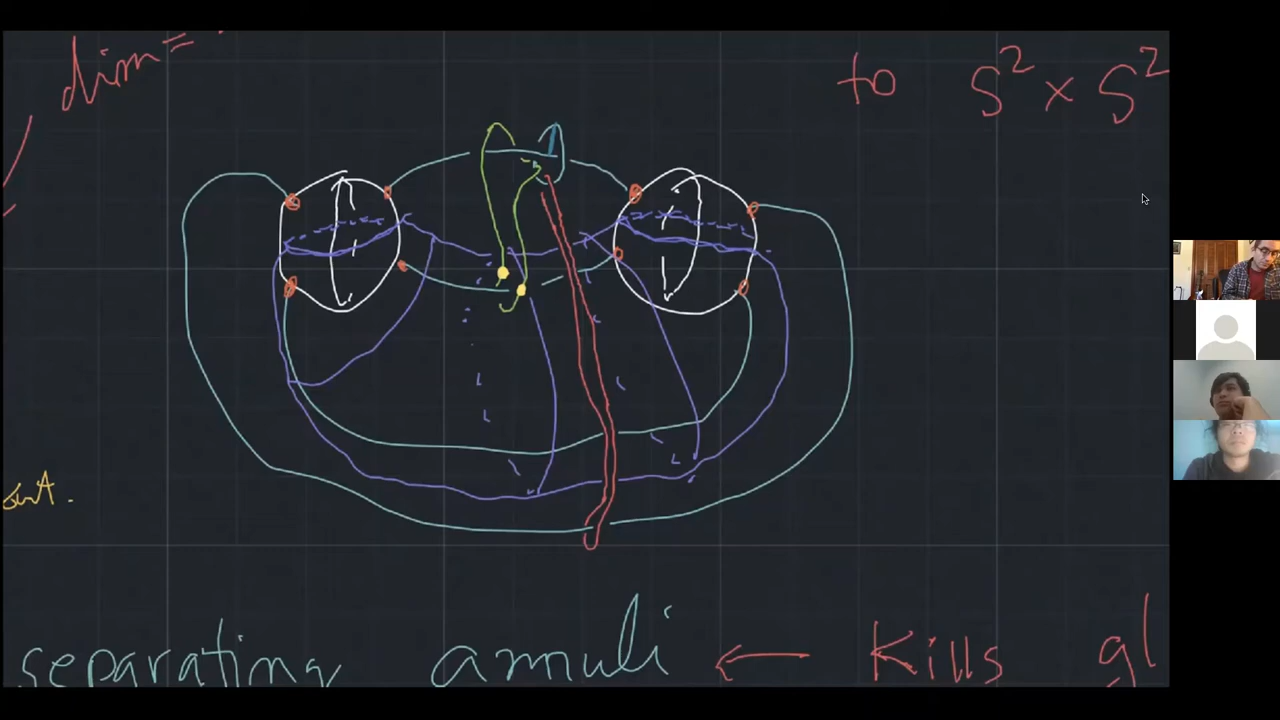 dim =
to S² × S²
separating annuli ← kills